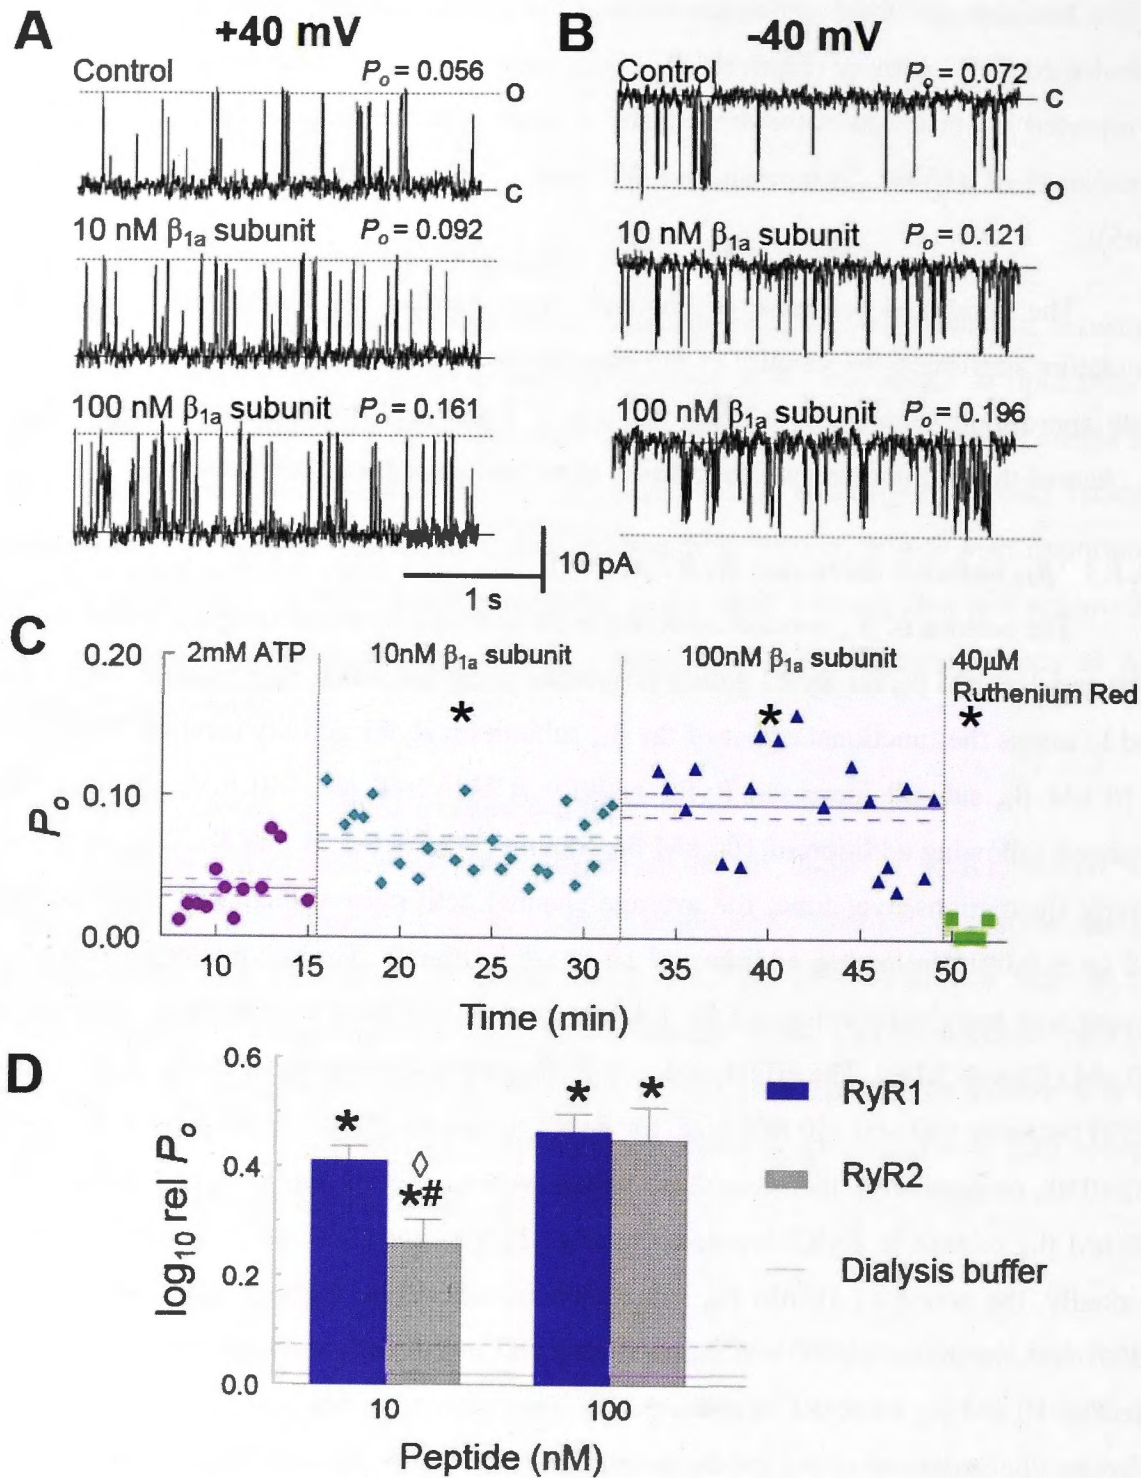 A
+40 mV
B
-40 mV
Control
Pₒ = 0.056
O
C
Control
Pₒ = 0.072
C
O
10 nM β₁ₐ subunit
Pₒ = 0.092
10 nM β₁ₐ subunit
Pₒ = 0.121
100 nM β₁ₐ subunit
Pₒ = 0.161
100 nM β₁ₐ subunit
Pₒ = 0.196
10 pA
1 s
C
0.20
2mM ATP
10nM β₁ₐ subunit
100nM β₁ₐ subunit
40µM
Ruthenium Red
*
*
*
Pₒ
0.10
0.00
10
15
20
25
30
35
40
45
50
Time (min)
D
0.6
0.4
0.2
0.0
log₁₀ rel Pₒ
*
◊
*#
*
*
RyR1
RyR2
Dialysis buffer
10
100
Peptide (nM)